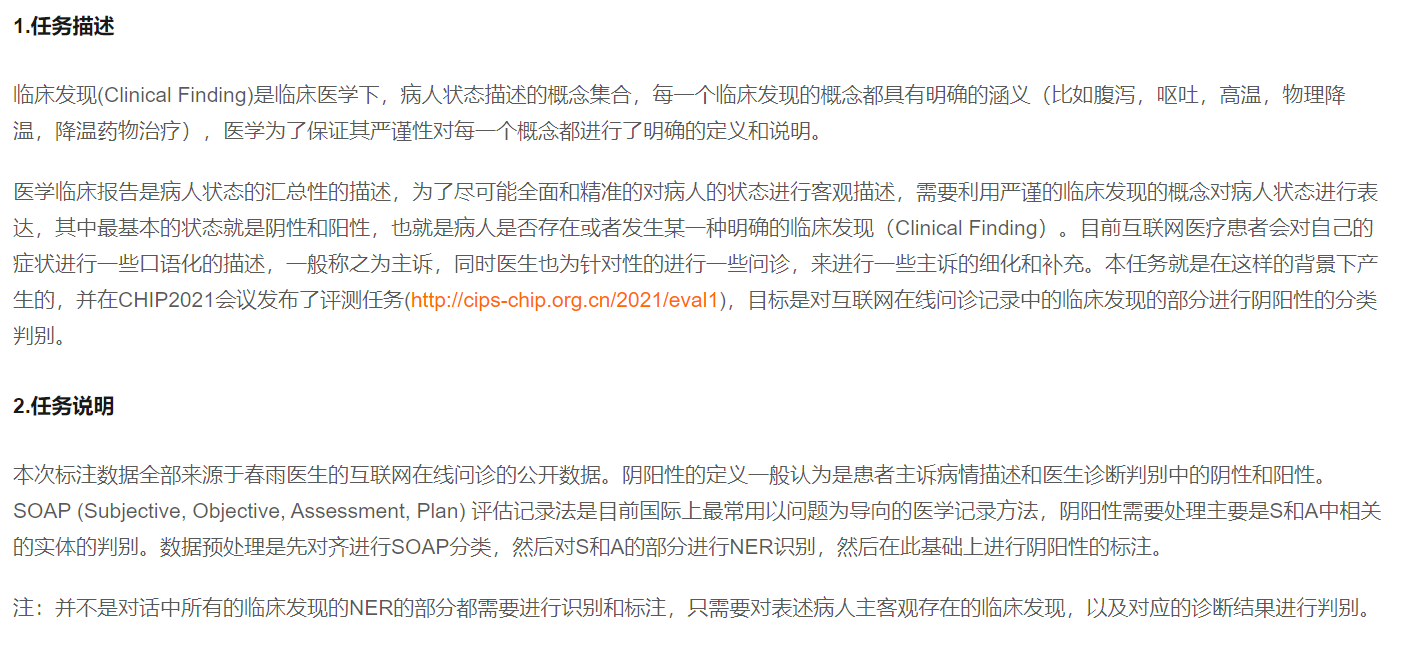 1.任务描述
临床发现(Clinical Finding)是临床医学下，病人状态描述的概念集合，每一个临床发现的概念都具有明确的涵义（比如腹泻，呕吐，高温，物理降
温，降温药物治疗），医学为了保证其严谨性对每一个概念都进行了明确的定义和说明。
医学临床报告是病人状态的汇总性的描述，为了尽可能全面和精准的对病人的状态进行客观描述，需要利用严谨的临床发现的概念对病人状态进行表
达，其中最基本的状态就是阴性和阳性，也就是病人是否存在或者发生某一种明确的临床发现（Clinical Finding）。目前互联网医疗患者会对自己的
症状进行一些口语化的描述，一般称之为主诉，同时医生也为针对性的进行一些问诊，来进行一些主诉的细化和补充。本任务就是在这样的背景下产
生的，并在CHIP2021会议发布了评测任务(http://cips-chip.org.cn/2021/eval1)，目标是对互联网在线问诊记录中的临床发现的部分进行阴阳性的分类
判别。
2.任务说明
本次标注数据全部来源于春雨医生的互联网在线问诊的公开数据。阴阳性的定义一般认为是患者主诉病情描述和医生诊断判别中的阴性和阳性。
SOAP (Subjective, Objective, Assessment, Plan) 评估记录法是目前国际上最常用以问题为导向的医学记录方法，阴阳性需要处理主要是S和A中相关
的实体的判别。数据预处理是先对齐进行SOAP分类，然后对S和A的部分进行NER识别，然后在此基础上进行阴阳性的标注。
注：并不是对话中所有的临床发现的NER的部分都需要进行识别和标注，只需要对表述病人主客观存在的临床发现，以及对应的诊断结果进行判别。